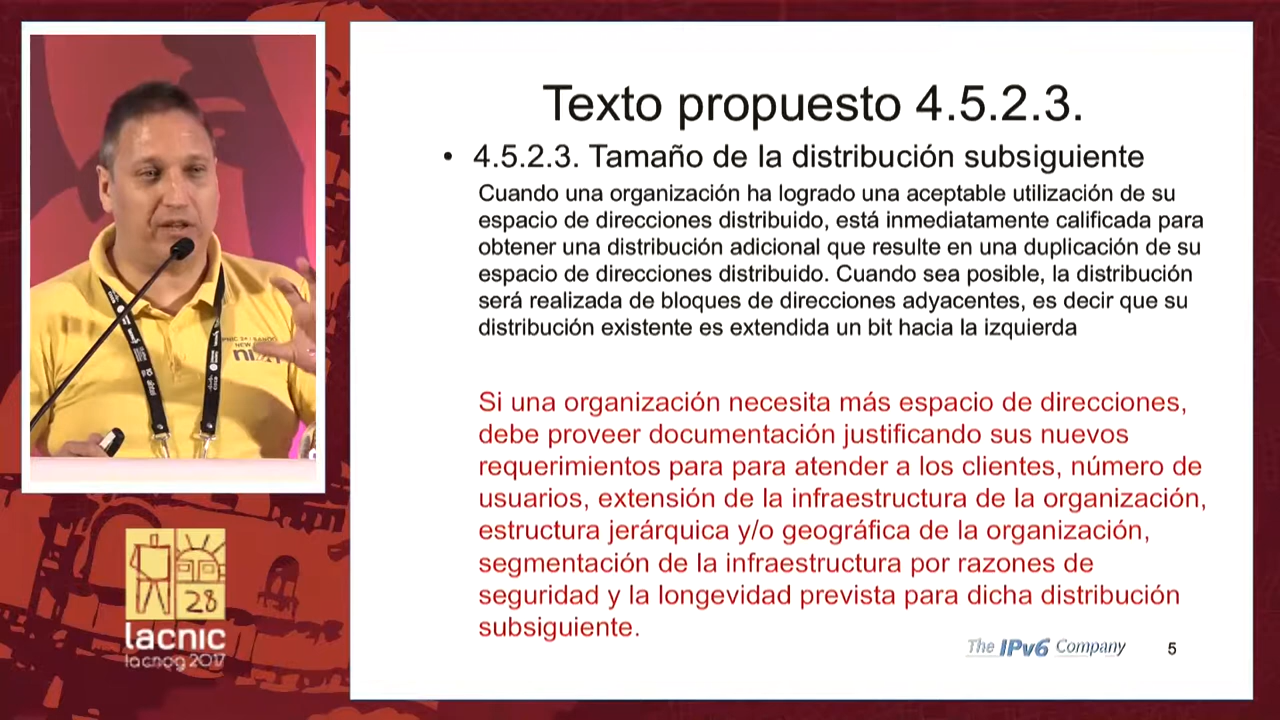 Texto propuesto 4.5.2.3.
• 4.5.2.3. Tamaño de la distribución subsiguiente
Cuando una organización ha logrado una aceptable utilización de su
espacio de direcciones distribuido, está inmediatamente calificada para
obtener una distribución adicional que resulte en una duplicación de su
espacio de direcciones distribuido. Cuando sea posible, la distribución
será realizada de bloques de direcciones adyacentes, es decir que su
distribución existente es extendida un bit hacia la izquierda
Si una organización necesita más espacio de direcciones,
debe proveer documentación justificando sus nuevos
requerimientos para para atender a los clientes, número de
usuarios, extensión de la infraestructura de la organización,
estructura jerárquica y/o geográfica de la organización,
segmentación de la infraestructura por razones de
seguridad y la longevidad prevista para dicha distribución
subsiguiente.
The IPv6 Company
5
28
lacnic
lacnog 2017